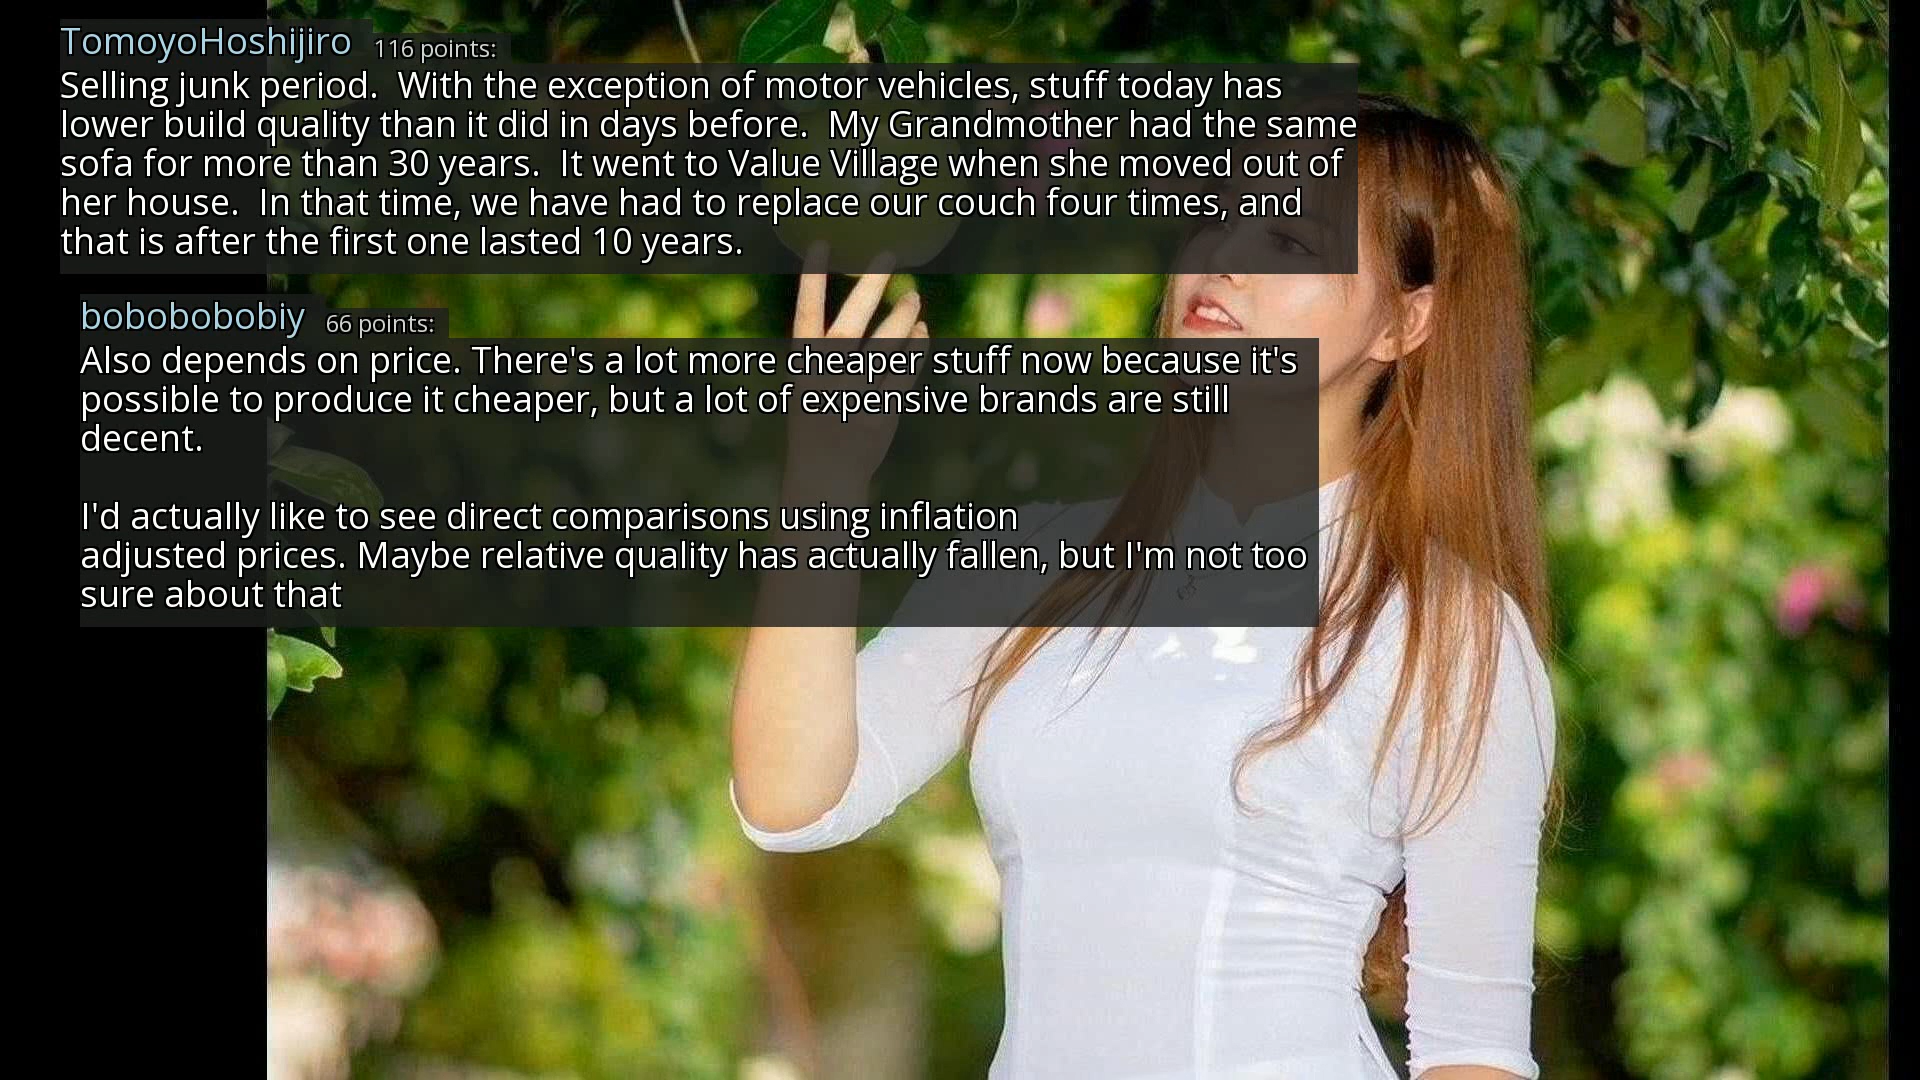 TomoyoHoshijiro 116 points:
Selling junk period.  With the exception of motor vehicles, stuff today has
lower build quality than it did in days before.  My Grandmother had the same
sofa for more than 30 years.  It went to Value Village when she moved out of
her house.  In that time, we have had to replace our couch four times, and
that is after the first one lasted 10 years.
bobobobobiy 66 points:
Also depends on price. There's a lot more cheaper stuff now because it's
possible to produce it cheaper, but a lot of expensive brands are still
decent.
I'd actually like to see direct comparisons using inflation
adjusted prices. Maybe relative quality has actually fallen, but I'm not too
sure about that